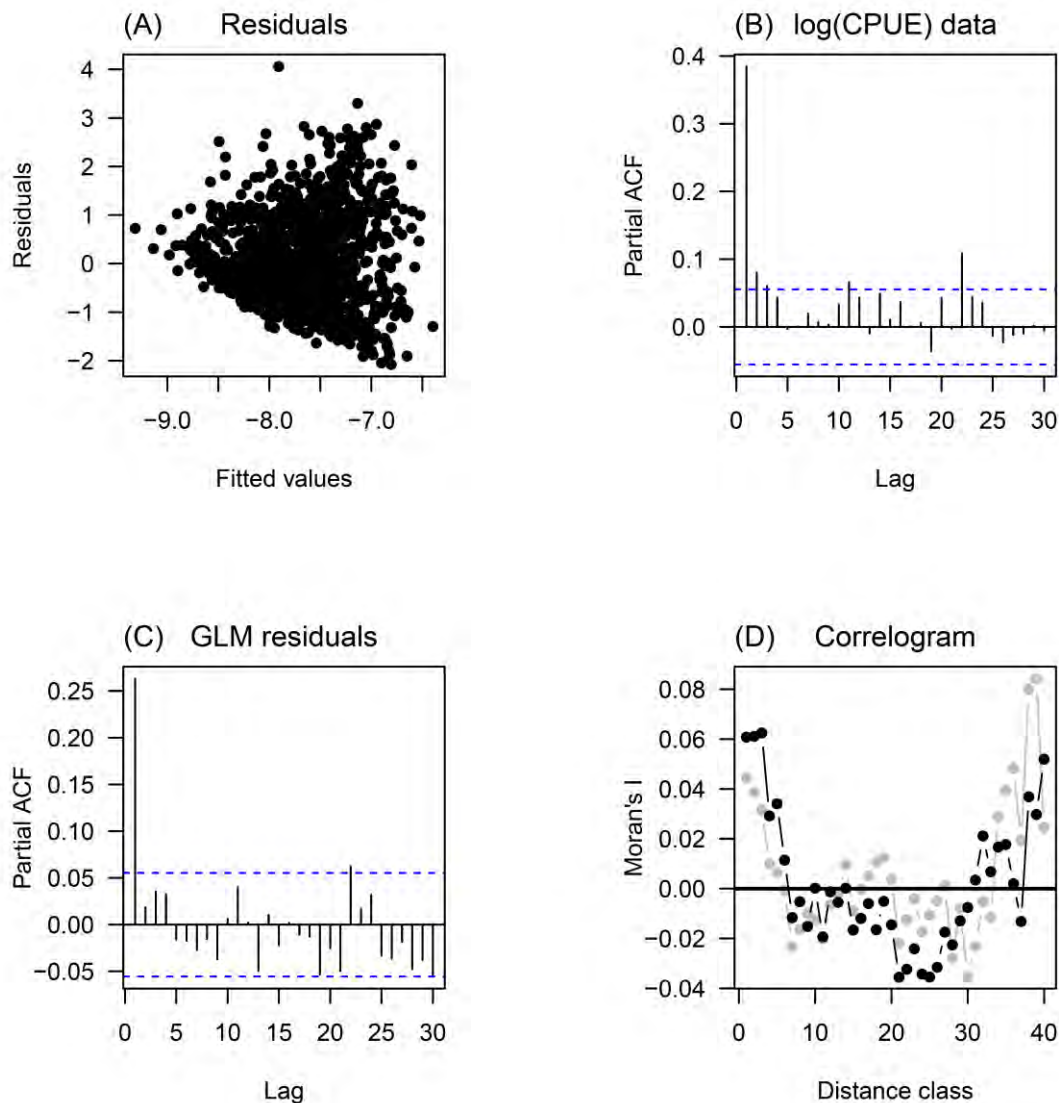 (A) Residuals
4
3
2
1
0
−1
−2
Residuals
−9.0 −8.0 −7.0
Fitted values
(B) log(CPUE) data
0.4
0.3
0.2
0.1
0.0
Partial ACF
0 5 10 15 20 25 30
Lag
(C) GLM residuals
0.25
0.20
0.15
0.10
0.05
0.00
−0.05
Partial ACF
0 5 10 15 20 25 30
Lag
(D) Correlogram
0.08
0.06
0.04
0.02
0.00
−0.02
−0.04
Moran's I
0 10 20 30 40
Distance class